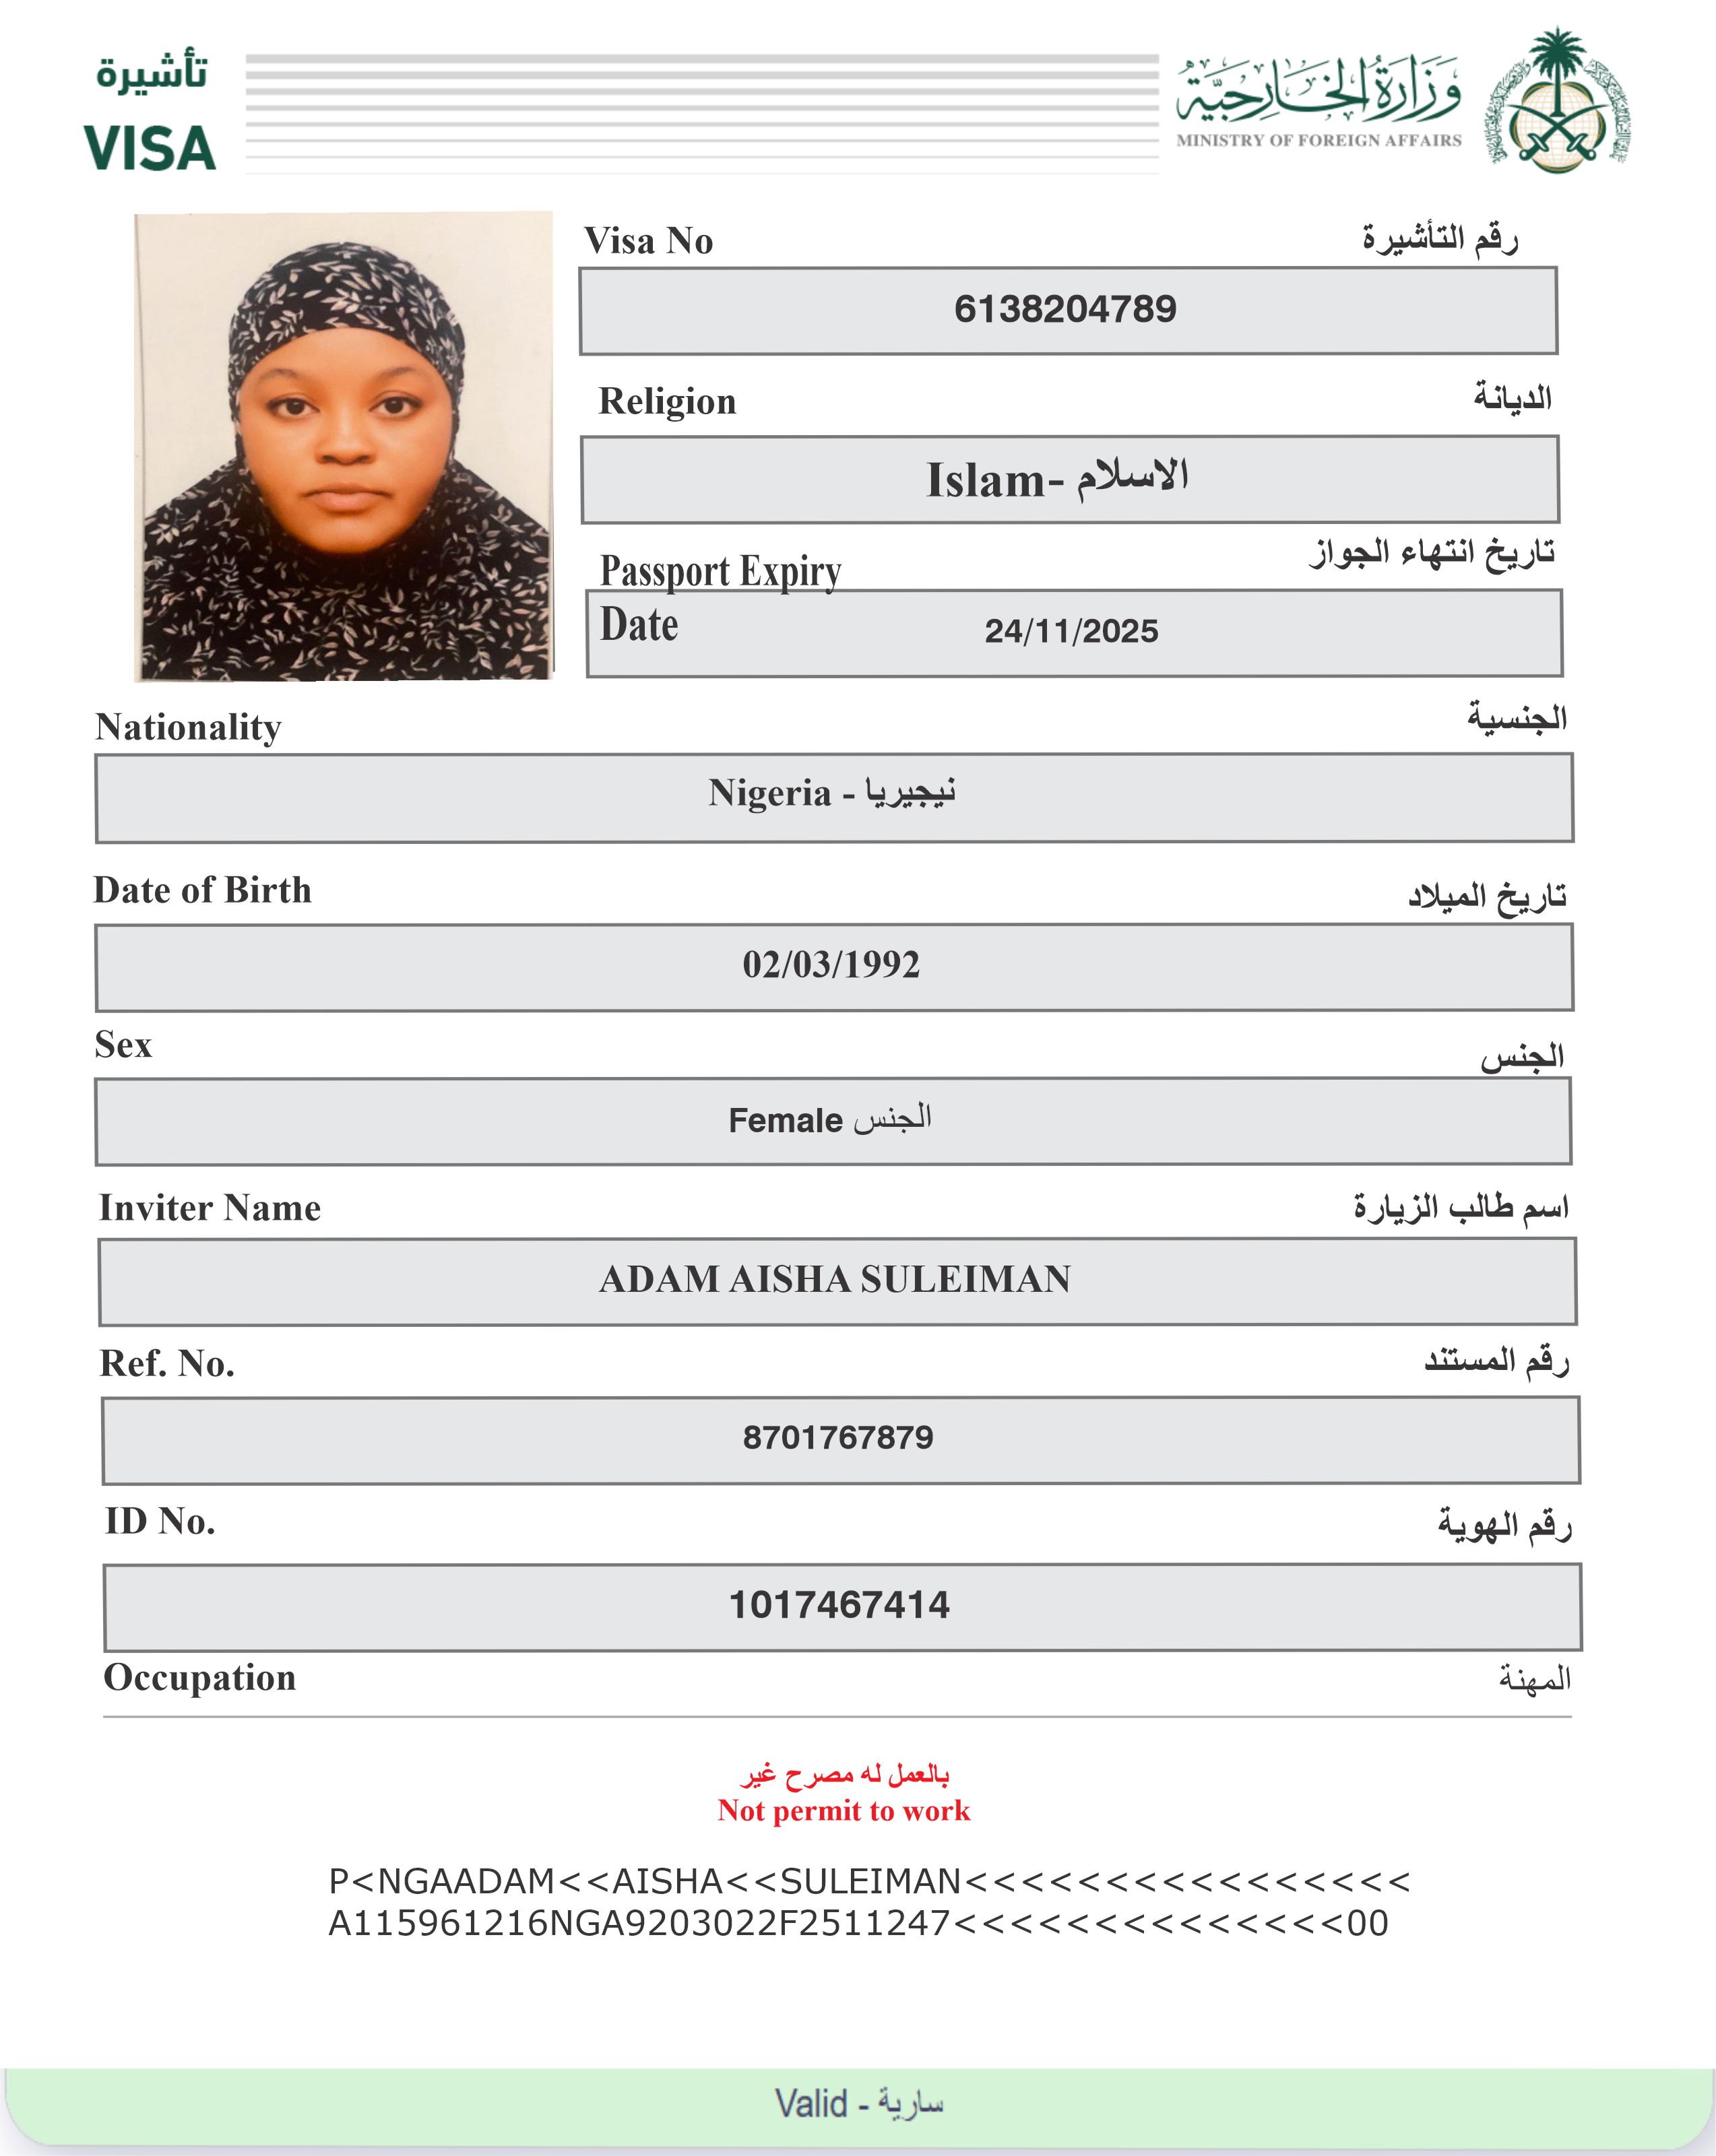 تأشيرة
VISA
وزارة الخارجية
MINISTRY OF FOREIGN AFFAIRS
Visa No رقم التأشيرة
6138204789
Religion الديانة
Islam- الاسلام
Passport Expiry تاريخ انتهاء الجواز
Date 24/11/2025
Nationality الجنسية
Nigeria - نيجيريا
Date of Birth تاريخ الميلاد
02/03/1992
Sex الجنس
Female الجنس
Inviter Name اسم طالب الزيارة
ADAM AISHA SULEIMAN
Ref. No. رقم المستند
8701767879
ID No. رقم الهوية
1017467414
Occupation المهنة
بالعمل له مصرح غير
Not permit to work
P<NGAADAM<<AISHA<<SULEIMAN<<<<<<<<<<<<<<<<
A115961216NGA9203022F2511247<<<<<<<<<<<<<<00
Valid - سارية